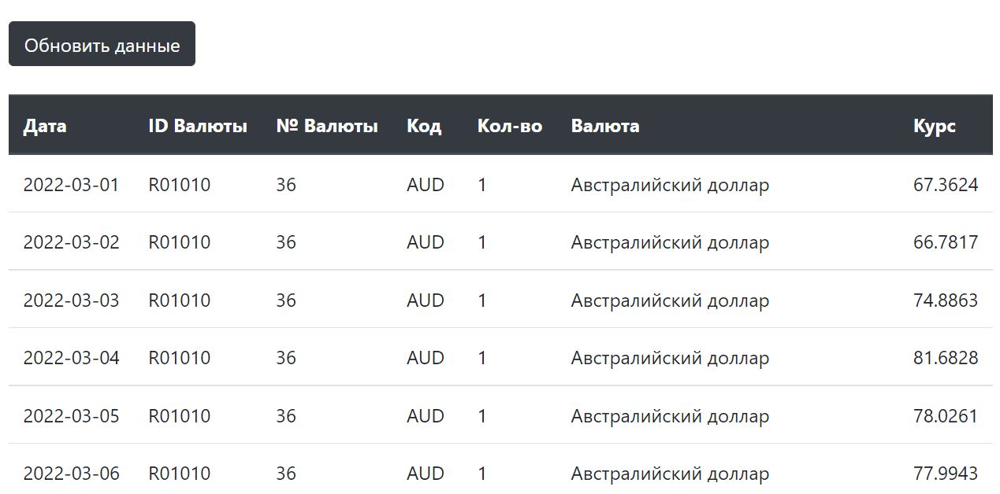 Обновить данные
Дата ID Валюты № Валюты Код Кол-во Валюта Курс
2022-03-01 R01010 36 AUD 1 Австралийский доллар 67.3624
2022-03-02 R01010 36 AUD 1 Австралийский доллар 66.7817
2022-03-03 R01010 36 AUD 1 Австралийский доллар 74.8863
2022-03-04 R01010 36 AUD 1 Австралийский доллар 81.6828
2022-03-05 R01010 36 AUD 1 Австралийский доллар 78.0261
2022-03-06 R01010 36 AUD 1 Австралийский доллар 77.9943